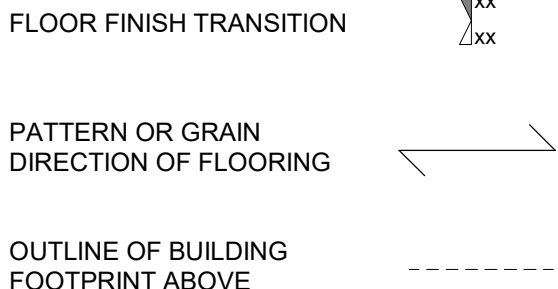 xx
FLOOR FINISH TRANSITION
xx
PATTERN OR GRAIN
DIRECTION OF FLOORING
OUTLINE OF BUILDING
FOOTPRINT ABOVE